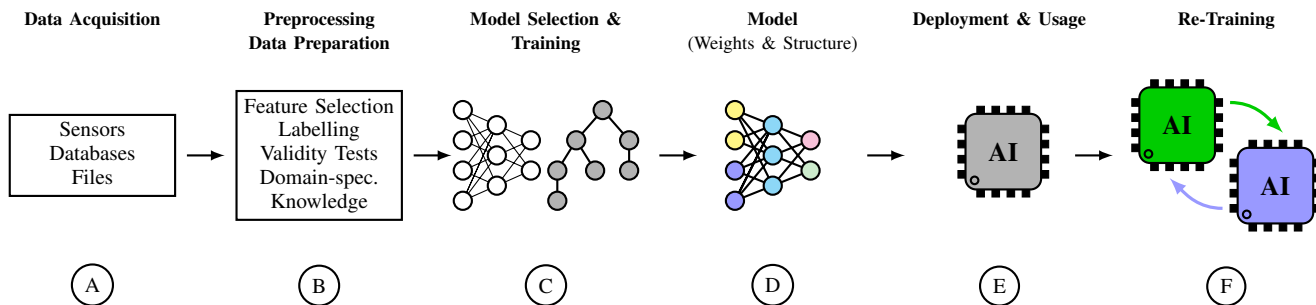 Data Acquisition
Preprocessing
Data Preparation
Model Selection &
Training
Model
(Weights & Structure)
Deployment & Usage
Re-Training
Sensors
Databases
Files
Feature Selection
Labelling
Validity Tests
Domain-spec.
Knowledge
AI
AI
AI
A
B
C
D
E
F